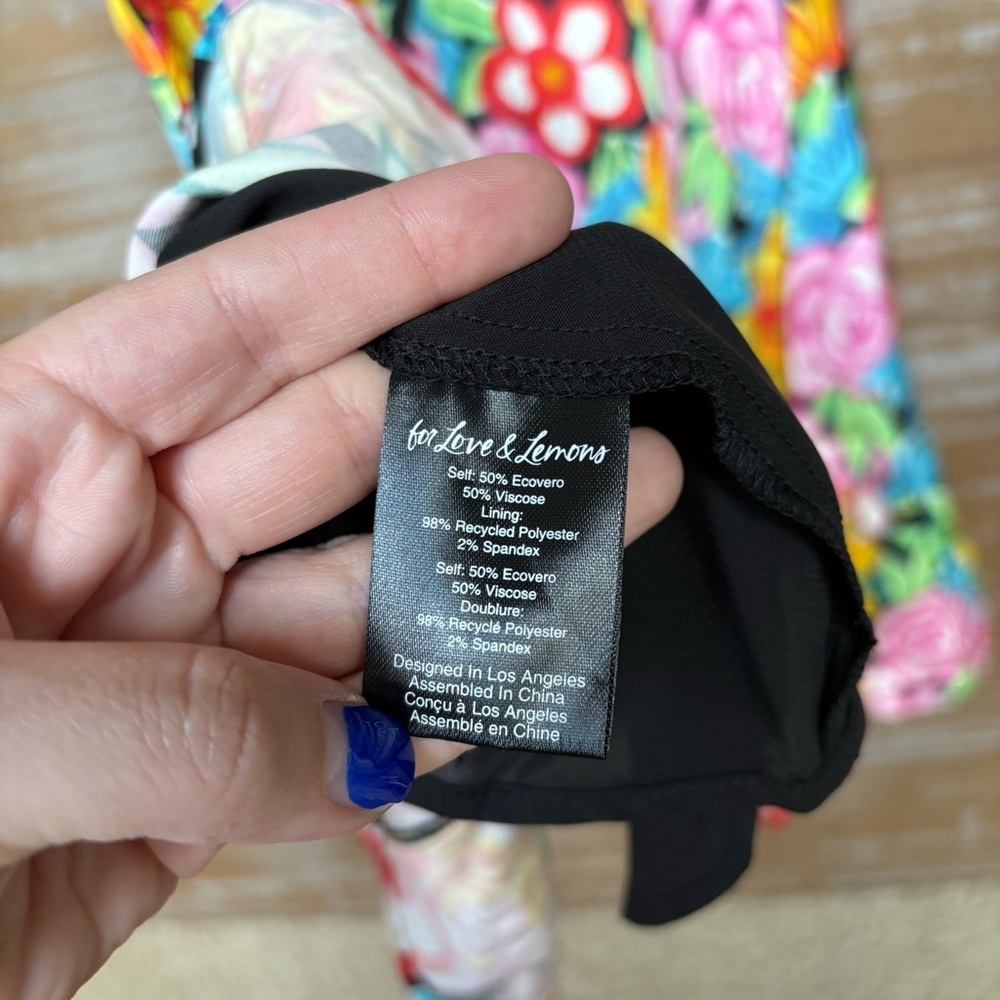 for Love & Lemons
Self: 50% Ecovero
50% Viscose
Lining:
98% Recycled Polyester
2% Spandex
Self: 50% Ecovero
50% Viscose
Doublure:
98% Recyclé Polyester
2% Spandex
Designed In Los Angeles
Assembled In China
Conçu à Los Angeles
Assemblé en Chine